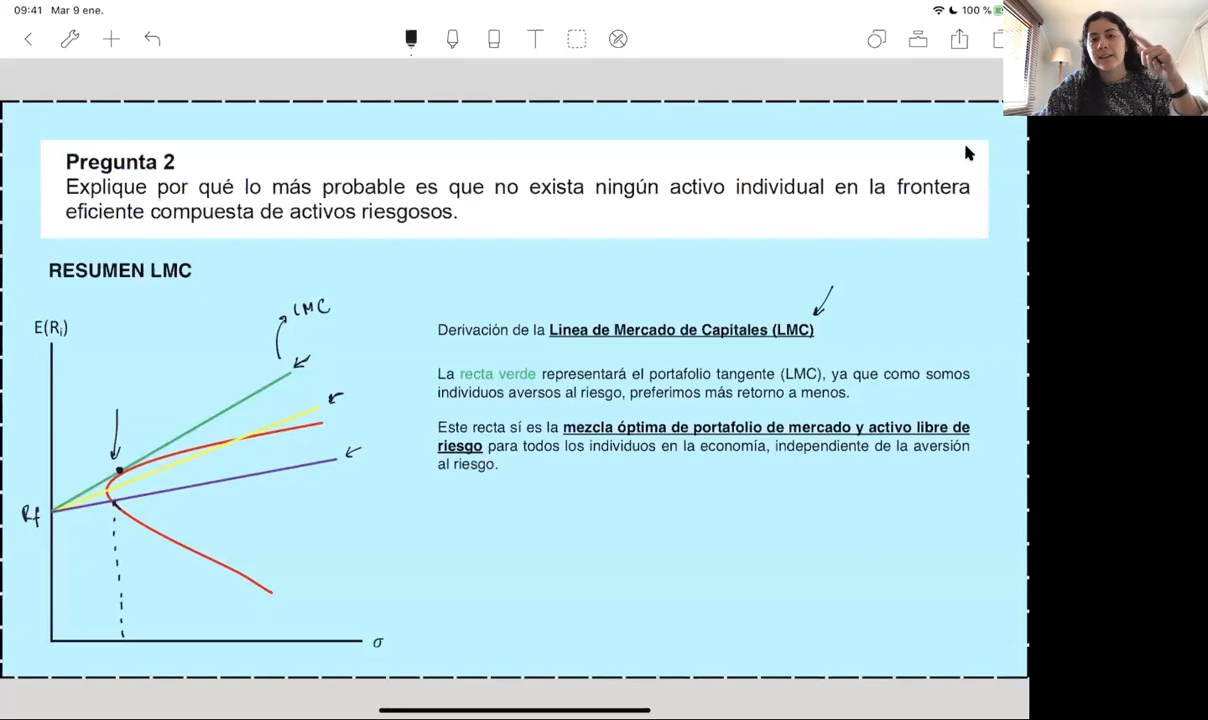 09:41 Mar 9 ene.
100 %
T
Pregunta 2
Explique por qué lo más probable es que no exista ningún activo individual en la frontera
eficiente compuesta de activos riesgosos.
RESUMEN LMC
LMC
E(Ri)
Derivación de la Linea de Mercado de Capitales (LMC)
La recta verde representará el portafolio tangente (LMC), ya que como somos
individuos aversos al riesgo, preferimos más retorno a menos.
Este recta sí es la mezcla óptima de portafolio de mercado y activo libre de
riesgo para todos los individuos en la economía, independiente de la aversión
al riesgo.
Rf
σ